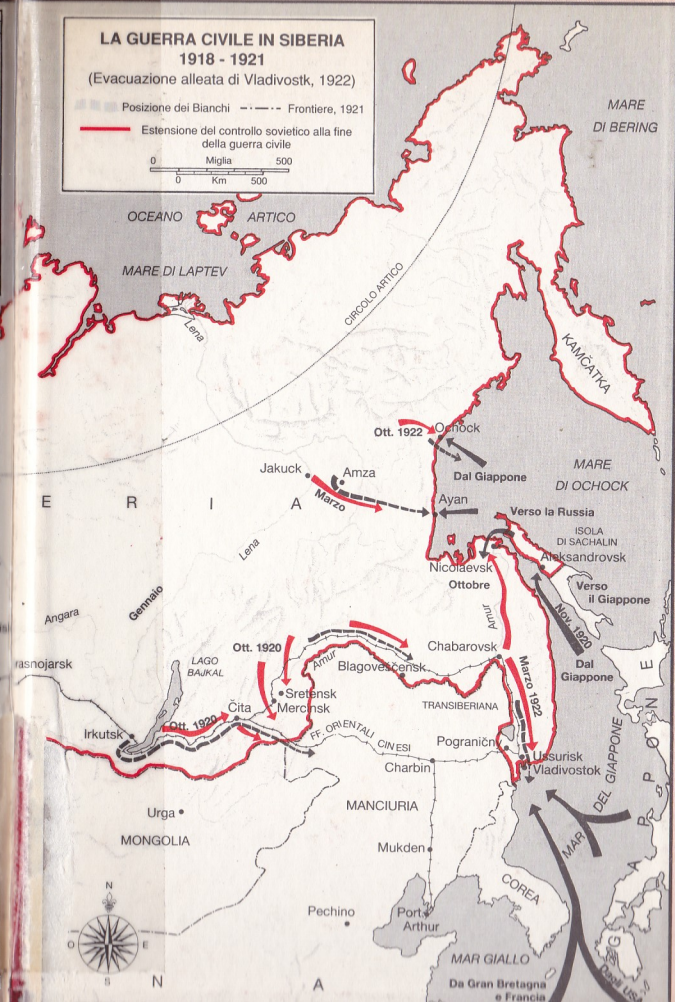 LA GUERRA CIVILE IN SIBERIA
1918 - 1921
(Evacuazione alleata di Vladivostk, 1922)
Posizione dei Bianchi
Frontiere, 1921
Estensione del controllo sovietico alla fine
della guerra civile
0 Miglia 500
0 Km 500
MARE
DI BERING
OCEANO ARTICO
MARE DI LAPTEV
CIRCOLO ARTICO
Lena
KAMČATKA
Ott. 1922
Ochock
Dal Giappone
MARE
DI OCHOCK
Jakuck
Amza
Marzo
Ayan
Verso la Russia
E R I A
ISOLA
DI SACHALIN
Aleksandrovsk
Nicolaevsk
Ottobre
Verso
il Giappone
Lena
Gennaio
Angara
Amur
Nov. 1920
Dal
Giappone
Ott. 1920
Chabarovsk
rasnojarsk
LAGO
BAJKAL
Amur
Blagoveščensk
Marzo 1922
Sretensk
Mercinsk
TRANSIBERIANA
Čita
Ott. 1920
Irkutsk
FF. ORIENTALI CINESI
Pograničny
Ussurisk
Vladivostok
Charbin
MAR DEL GIAPPONE
GIAPPONE
Urga
MONGOLIA
MANCIURIA
Mukden
COREA
N
O E
S
Pechino
Port.
Arthur
MAR GIALLO
N A
Da Gran Bretagna
e Francia
Dagli USA